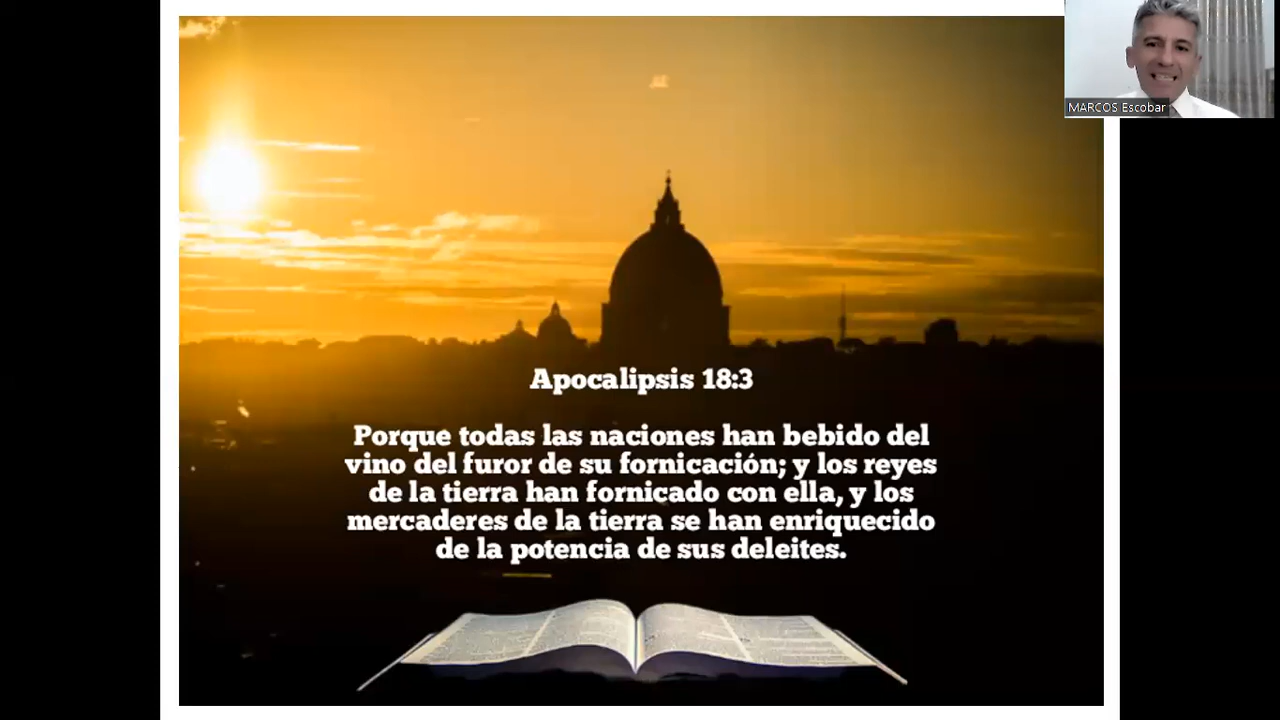 MARCOS Escobar
Apocalipsis 18:3
Porque todas las naciones han bebido del
vino del furor de su fornicación; y los reyes
de la tierra han fornicado con ella, y los
mercaderes de la tierra se han enriquecido
de la potencia de sus deleites.